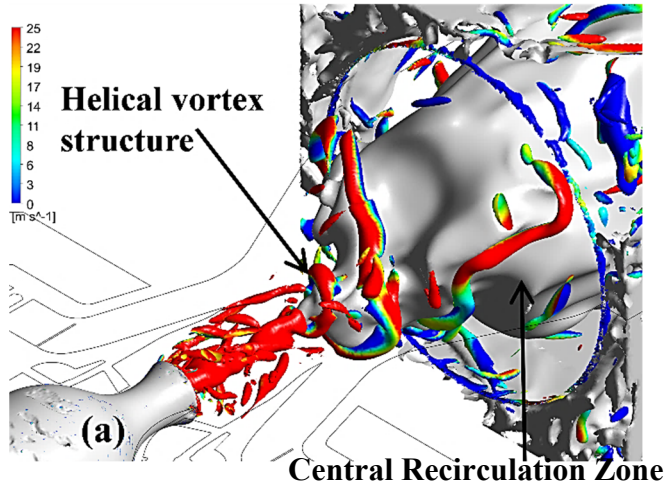 25
22
19
17
14
11
8
6
3
0
[m s^-1]
Helical vortex
structure
(a)
Central Recirculation Zone